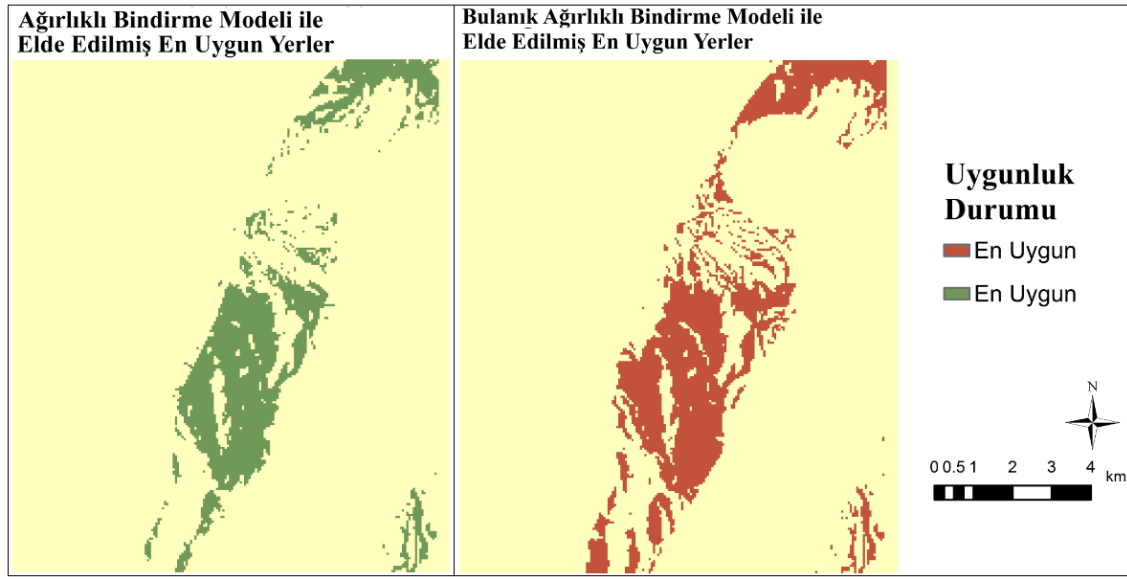 Ağırlıklı Bindirme Modeli ile
Elde Edilmiş En Uygun Yerler
Bulanık Ağırlıklı Bindirme Modeli ile
Elde Edilmiş En Uygun Yerler
Uygunluk
Durumu
En Uygun
En Uygun
N
0 0.5 1 2 3 4
km